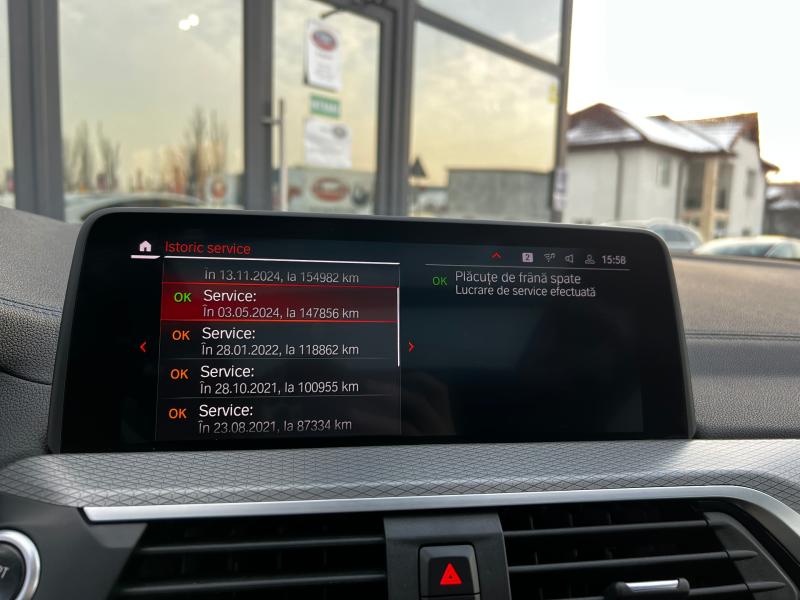 Istoric service
2
15:58
în 13.11.2024, la 154982 km
OK Service:
În 03.05.2024, la 147856 km
OK Service:
În 28.01.2022, la 118862 km
OK Service:
În 28.10.2021, la 100955 km
OK Service:
În 23.08.2021, la 87334 km
OK Plăcuțe de frână spate
Lucrare de service efectuată